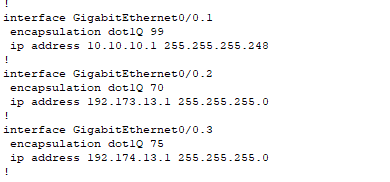 !
interface GigabitEthernet0/0.1
 encapsulation dot1Q 99
 ip address 10.10.10.1 255.255.255.248
!
interface GigabitEthernet0/0.2
 encapsulation dot1Q 70
 ip address 192.173.13.1 255.255.255.0
!
interface GigabitEthernet0/0.3
 encapsulation dot1Q 75
 ip address 192.174.13.1 255.255.255.0
!